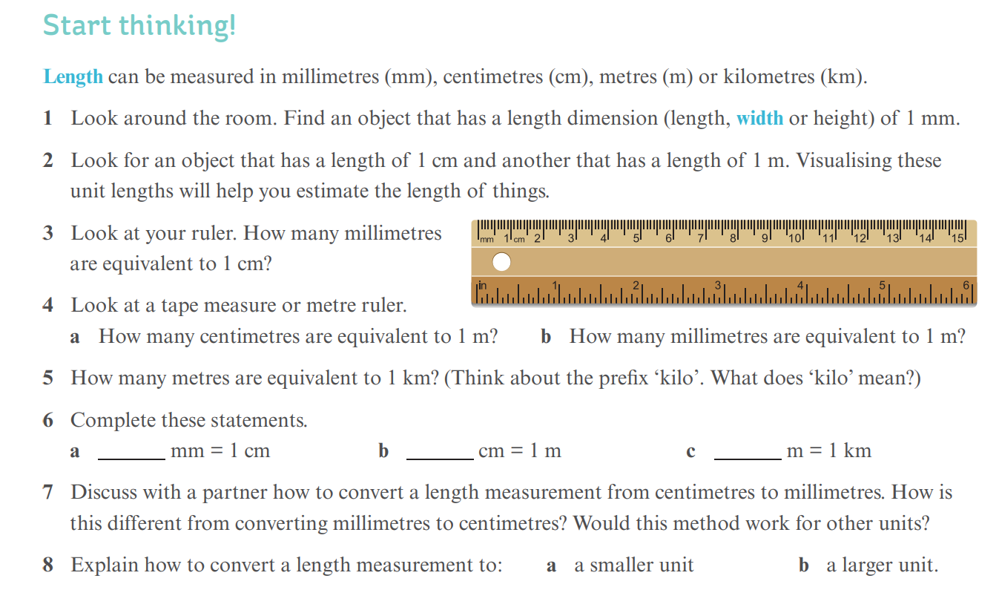 Start thinking!
Length can be measured in millimetres (mm), centimetres (cm), metres (m) or kilometres (km).
1 Look around the room. Find an object that has a length dimension (length, width or height) of 1 mm.
2 Look for an object that has a length of 1 cm and another that has a length of 1 m. Visualising these
unit lengths will help you estimate the length of things.
3 Look at your ruler. How many millimetres
are equivalent to 1 cm?
mm 1 cm 2 3 4 5 6 7 8 9 10 11 12 13 14 15
in 1 2 3 4 5 6
4 Look at a tape measure or metre ruler.
a How many centimetres are equivalent to 1 m? b How many millimetres are equivalent to 1 m?
5 How many metres are equivalent to 1 km? (Think about the prefix ‘kilo’. What does ‘kilo’ mean?)
6 Complete these statements.
a ______ mm = 1 cm b ______ cm = 1 m c ______ m = 1 km
7 Discuss with a partner how to convert a length measurement from centimetres to millimetres. How is
this different from converting millimetres to centimetres? Would this method work for other units?
8 Explain how to convert a length measurement to: a a smaller unit b a larger unit.